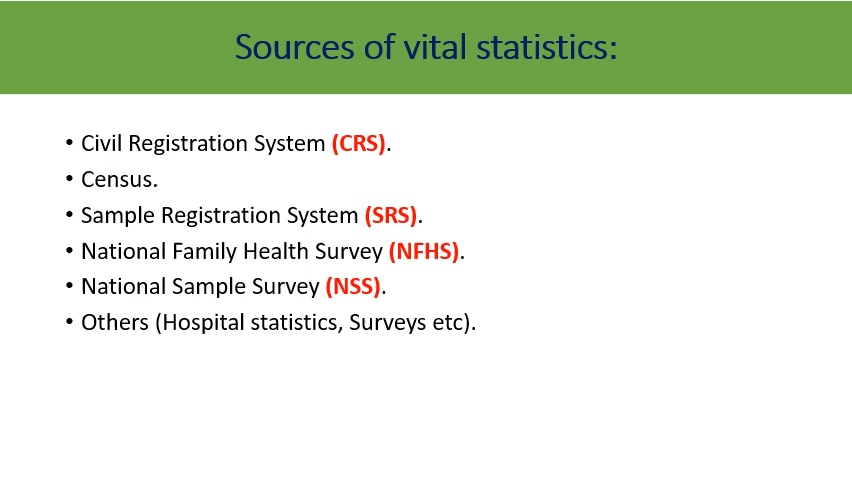 Sources of vital statistics:
• Civil Registration System (CRS).
• Census.
• Sample Registration System (SRS).
• National Family Health Survey (NFHS).
• National Sample Survey (NSS).
• Others (Hospital statistics, Surveys etc).